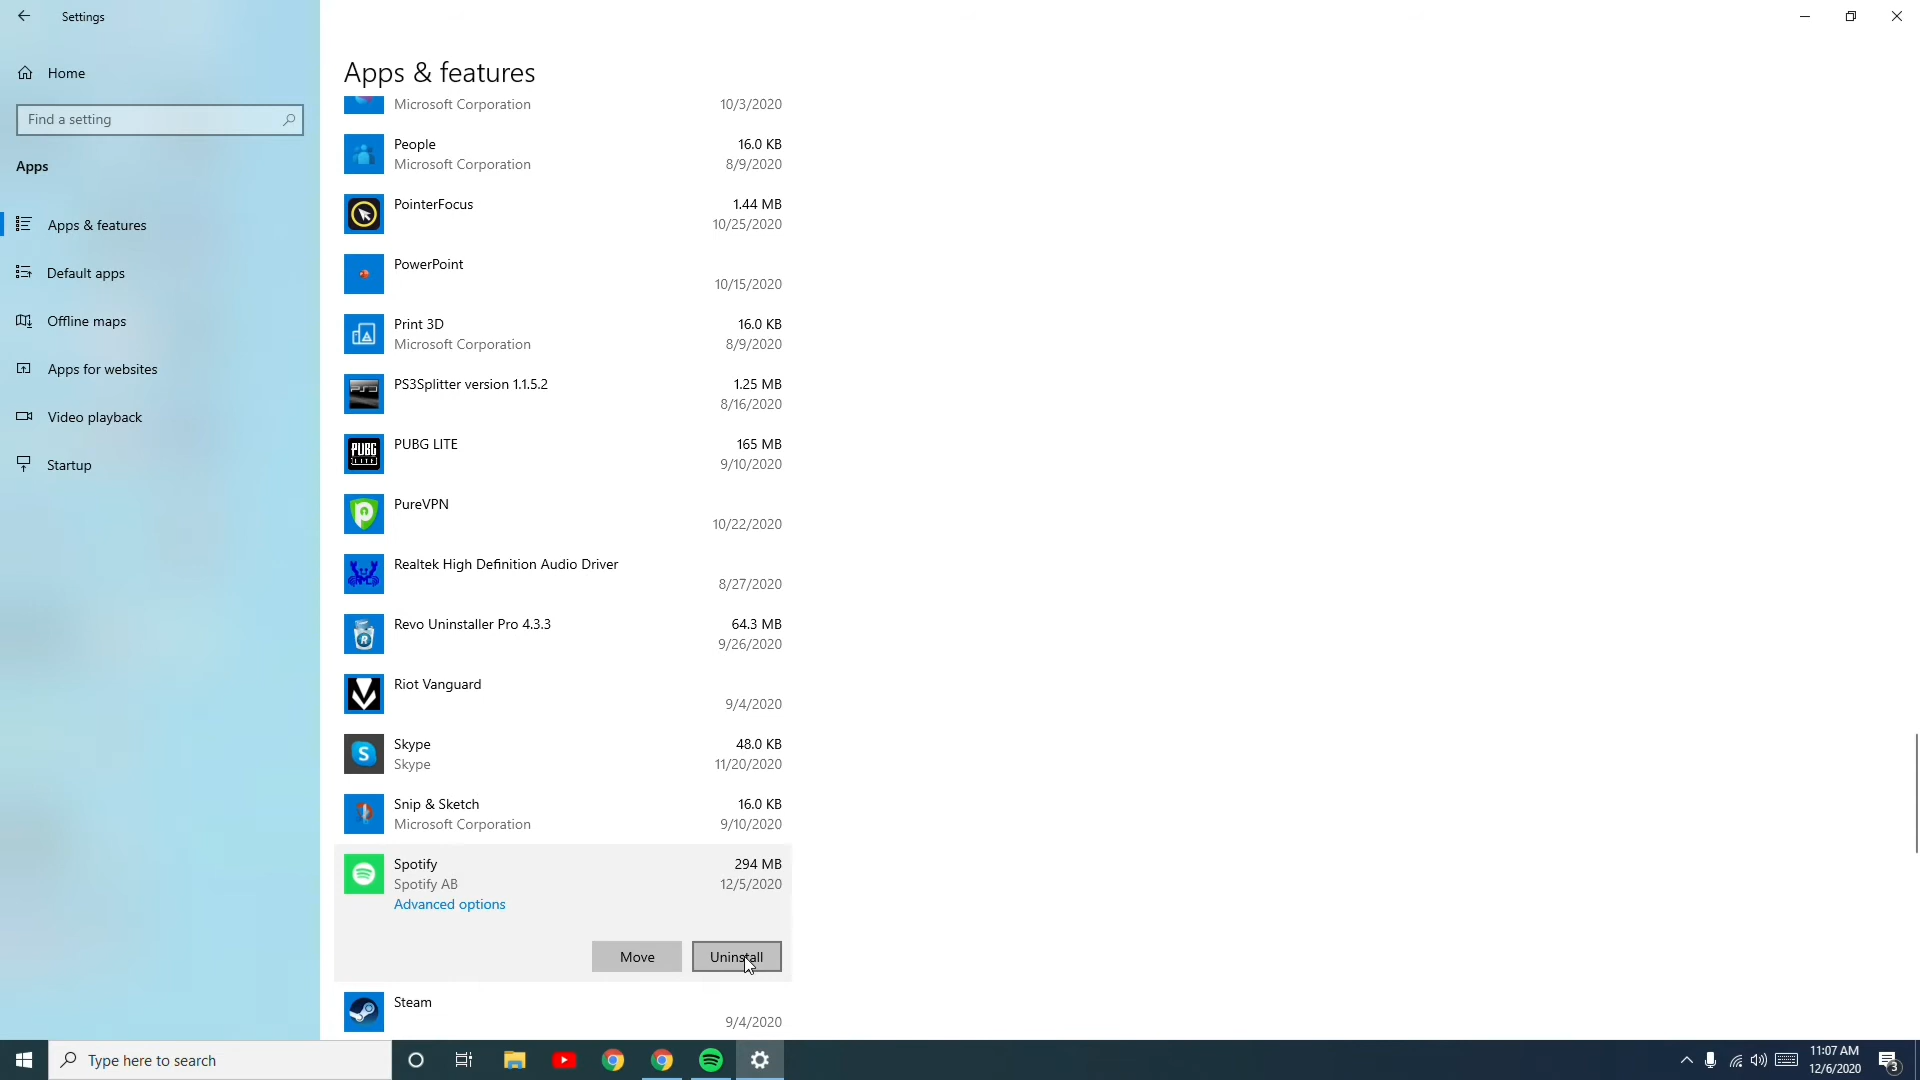 Settings
Home
Find a setting
Apps
Apps & features
Default apps
Offline maps
Apps for websites
Video playback
Startup
Apps & features
Microsoft Corporation 10/3/2020
People 16.0 KB
Microsoft Corporation 8/9/2020
PointerFocus 1.44 MB
10/25/2020
PowerPoint
10/15/2020
Print 3D 16.0 KB
Microsoft Corporation 8/9/2020
PS3Splitter version 1.1.5.2 1.25 MB
8/16/2020
PUBG LITE 165 MB
9/10/2020
PureVPN
10/22/2020
Realtek High Definition Audio Driver
8/27/2020
Revo Uninstaller Pro 4.3.3 64.3 MB
9/26/2020
Riot Vanguard
9/4/2020
Skype 48.0 KB
Skype 11/20/2020
Snip & Sketch 16.0 KB
Microsoft Corporation 9/10/2020
Spotify 294 MB
Spotify AB 12/5/2020
Advanced options
Move Uninstall
Steam
9/4/2020
Type here to search
11:07 AM
12/6/2020
3